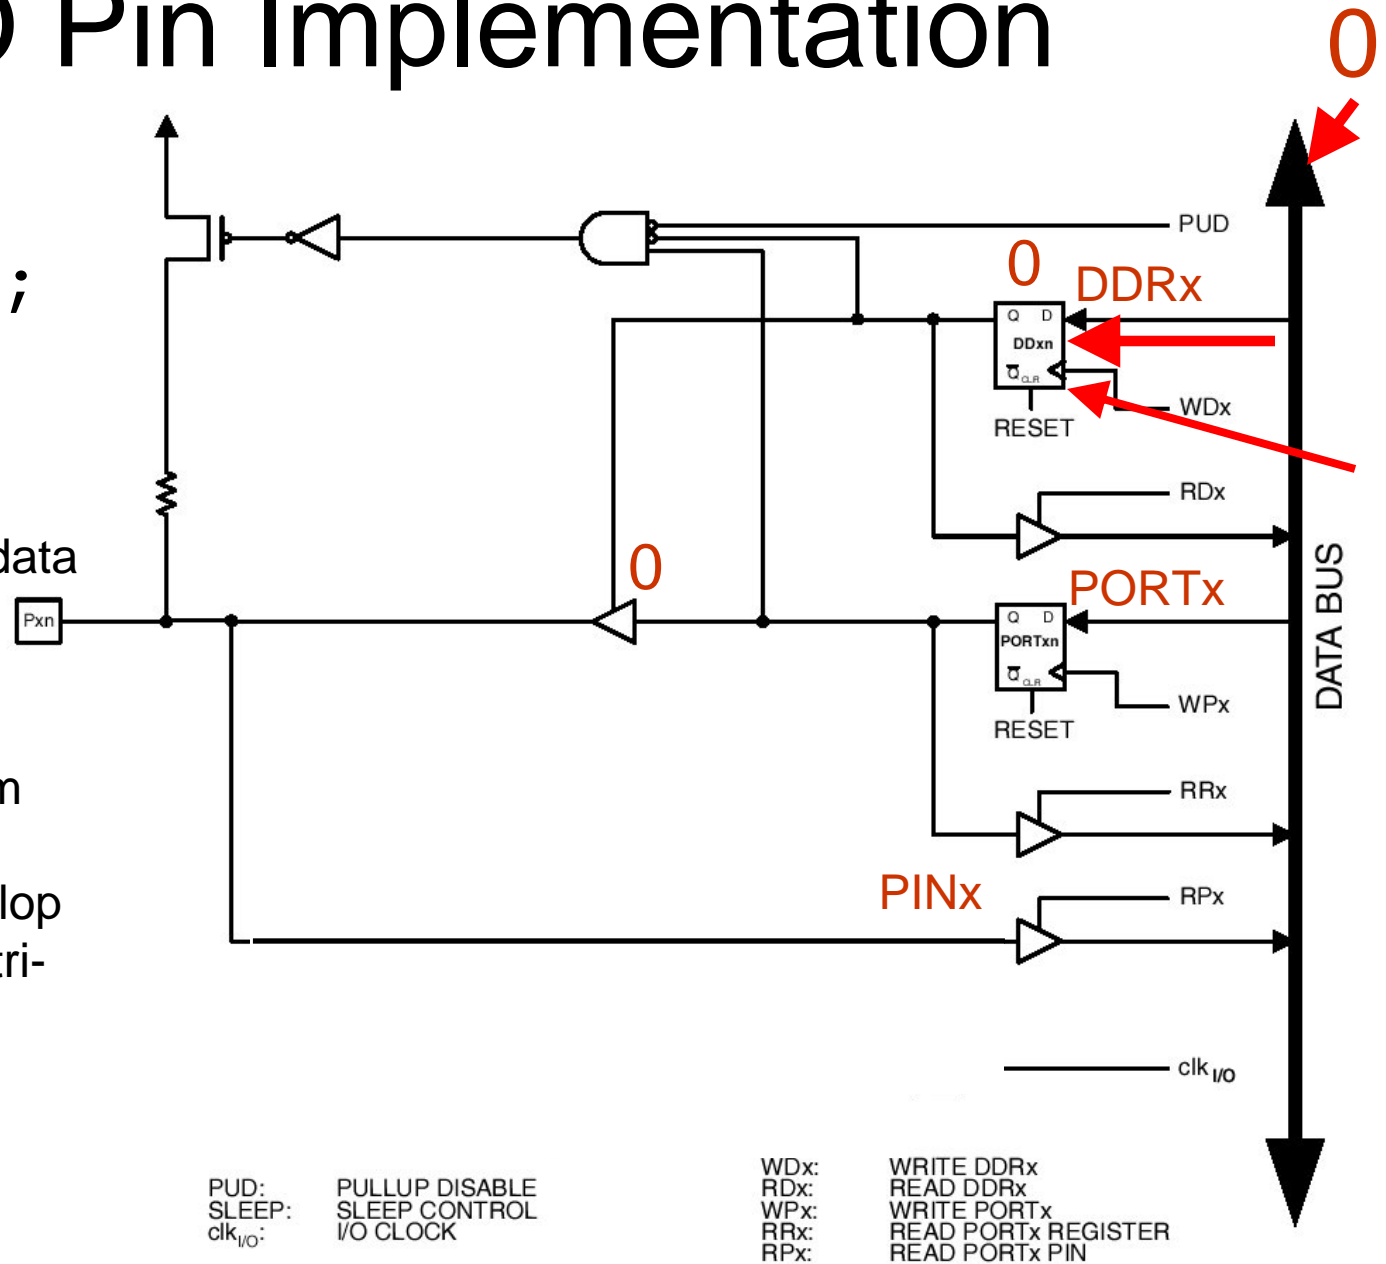 Pin Implementation
0
PUD
;
0
DDRx
Q D
DDxn
Q CLR
WDx
RESET
RDx
data
0
PORTx
Pxn
Q D
PORTxn
Q CLR
DATA BUS
WPx
RESET
m
RRx
lop
PINx
RPx
tri-
clk I/O
PUD: PULLUP DISABLE
SLEEP: SLEEP CONTROL
clk I/O: I/O CLOCK
WDx: WRITE DDRx
RDx: READ DDRx
WPx: WRITE PORTx
RRx: READ PORTx REGISTER
RPx: READ PORTx PIN